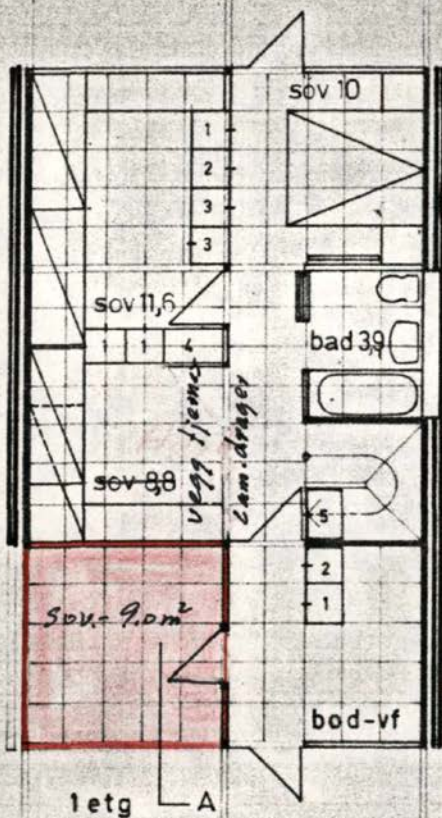 sov 10
1
2
3
3
sov 11,6
1 1 4
bad 3,9
vegg fjernes
Lam. drager
sov 8,8
5
2
1
sov. - 9.0 m²
bod-vf
1 etg
A